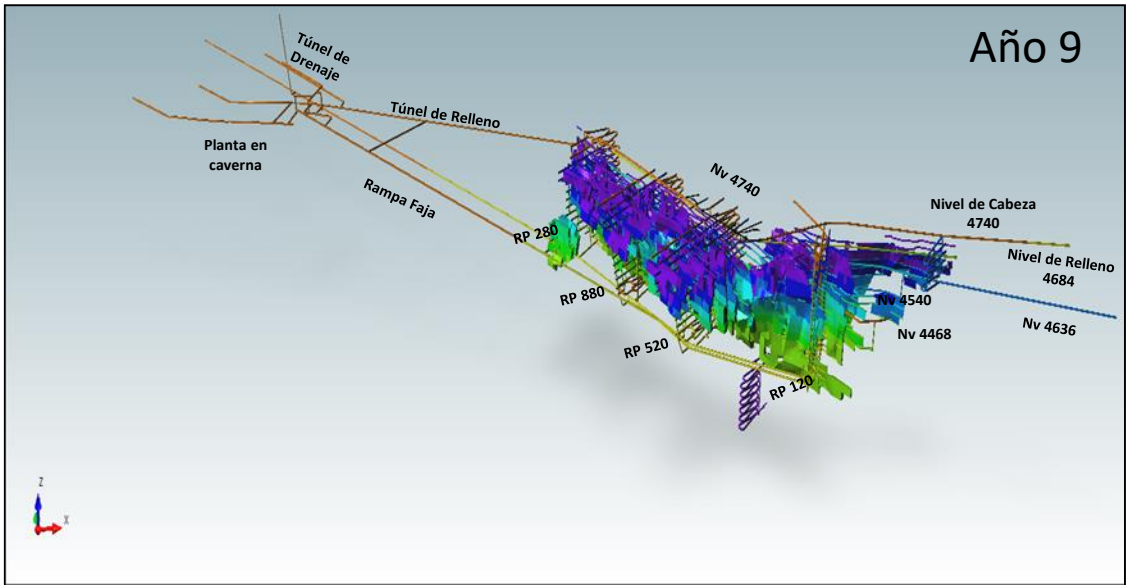 Año 9
Túnel de
Drenaje
Túnel de Relleno
Planta en
caverna
Rampa Faja
Nv 4740
Nivel de Cabeza
4740
RP 280
Nivel de Relleno
4684
RP 880
Nv 4540
Nv 4636
Nv 4468
RP 520
RP 120
Z
X